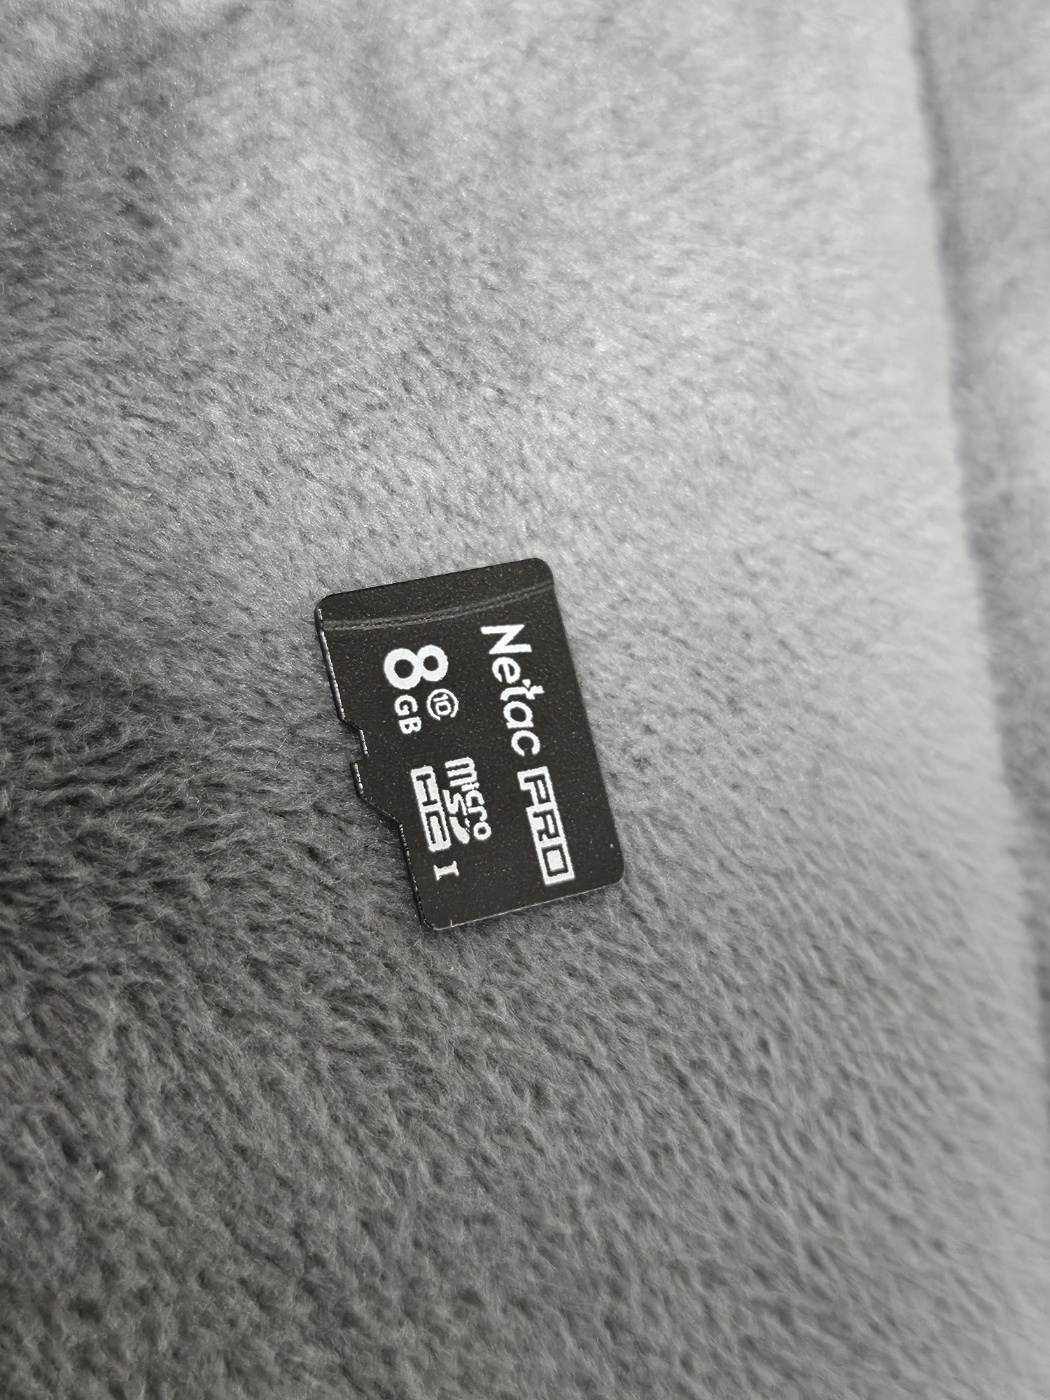 Netac PRO
8 GB
10
micro
SD
HC I